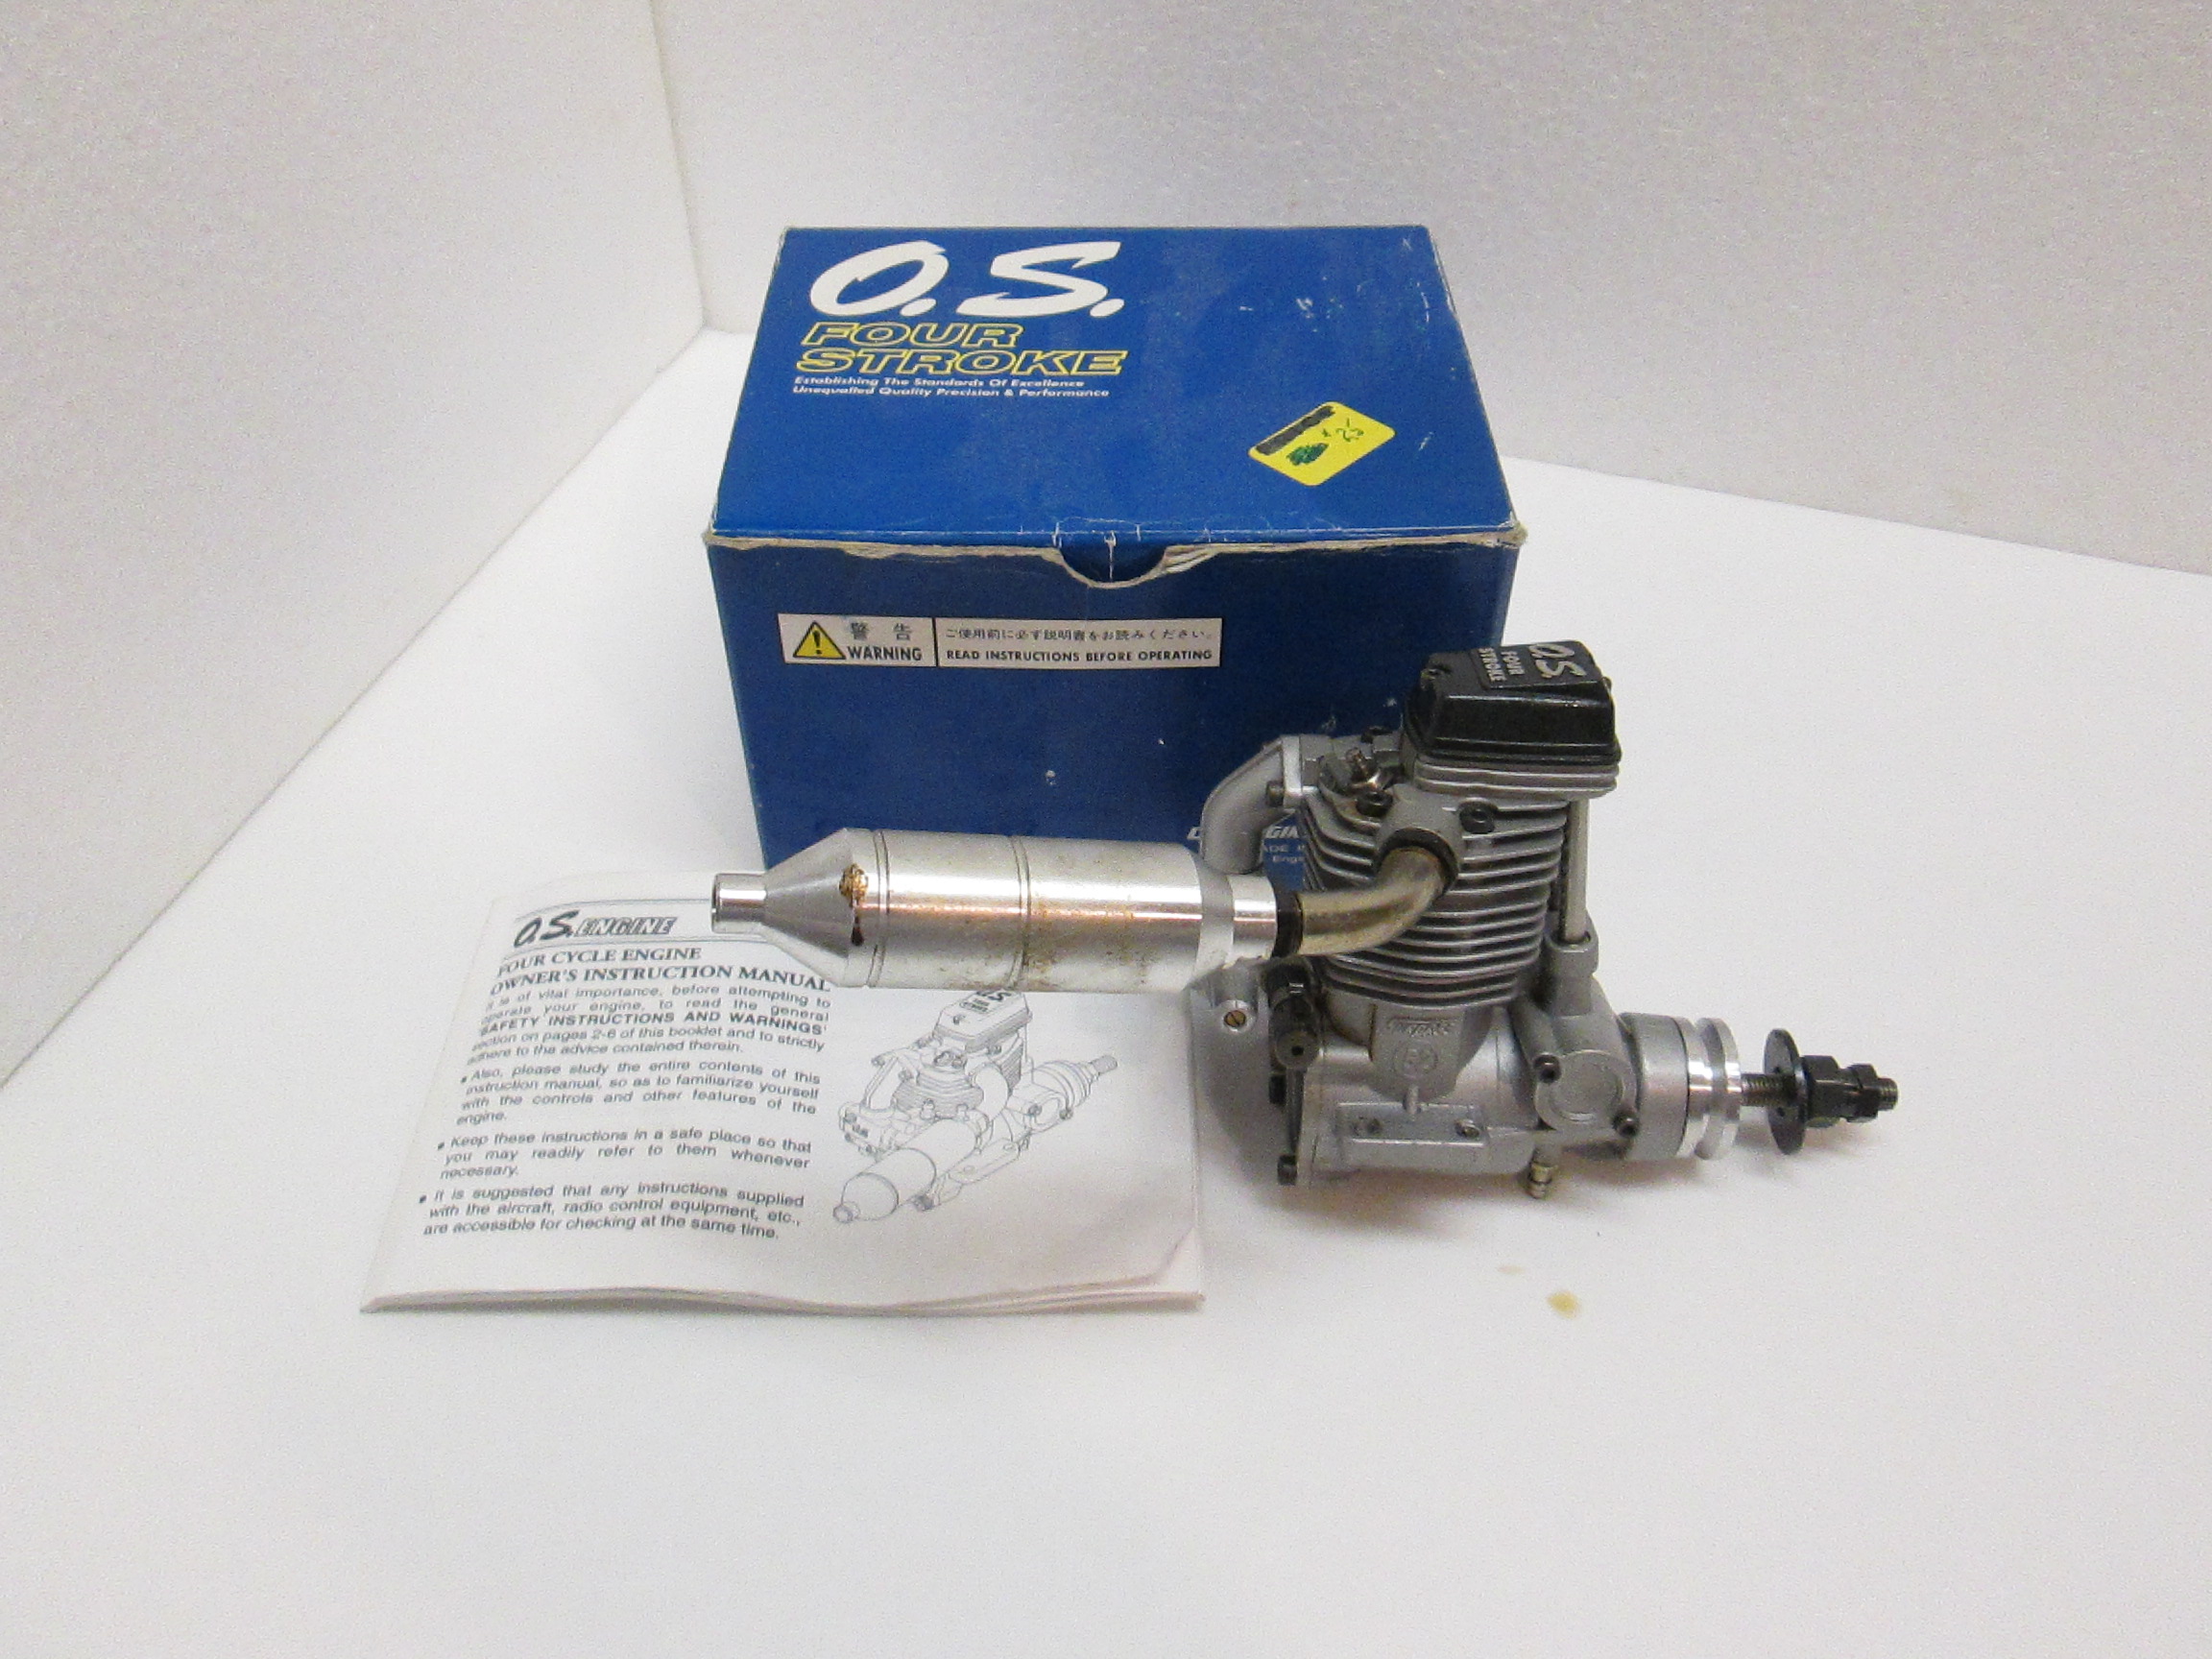 O.S.
FOUR
STROKE
Establishing The Standards Of Excellence
Unequalled Quality Precision & Performance
25
警告
WARNING
ご使用前に必ず説明書をお読みください。
READ INSTRUCTIONS BEFORE OPERATING
O.S.
FOUR
STROKE
52
O.S. ENGINE
FOUR CYCLE ENGINE
OWNER'S INSTRUCTION MANUAL
It is of vital importance, before attempting to
operate your engine, to read the general
'SAFETY INSTRUCTIONS AND WARNINGS'
section on pages 2-6 of this booklet and to strictly
adhere to the advice contained therein.
• Also, please study the entire contents of this
instruction manual, so as to familiarize yourself
with the controls and other features of the
engine.
• Keep these instructions in a safe place so that
you may readily refer to them whenever
necessary.
• It is suggested that any instructions supplied
with the aircraft, radio control equipment, etc.,
are accessible for checking at the same time.